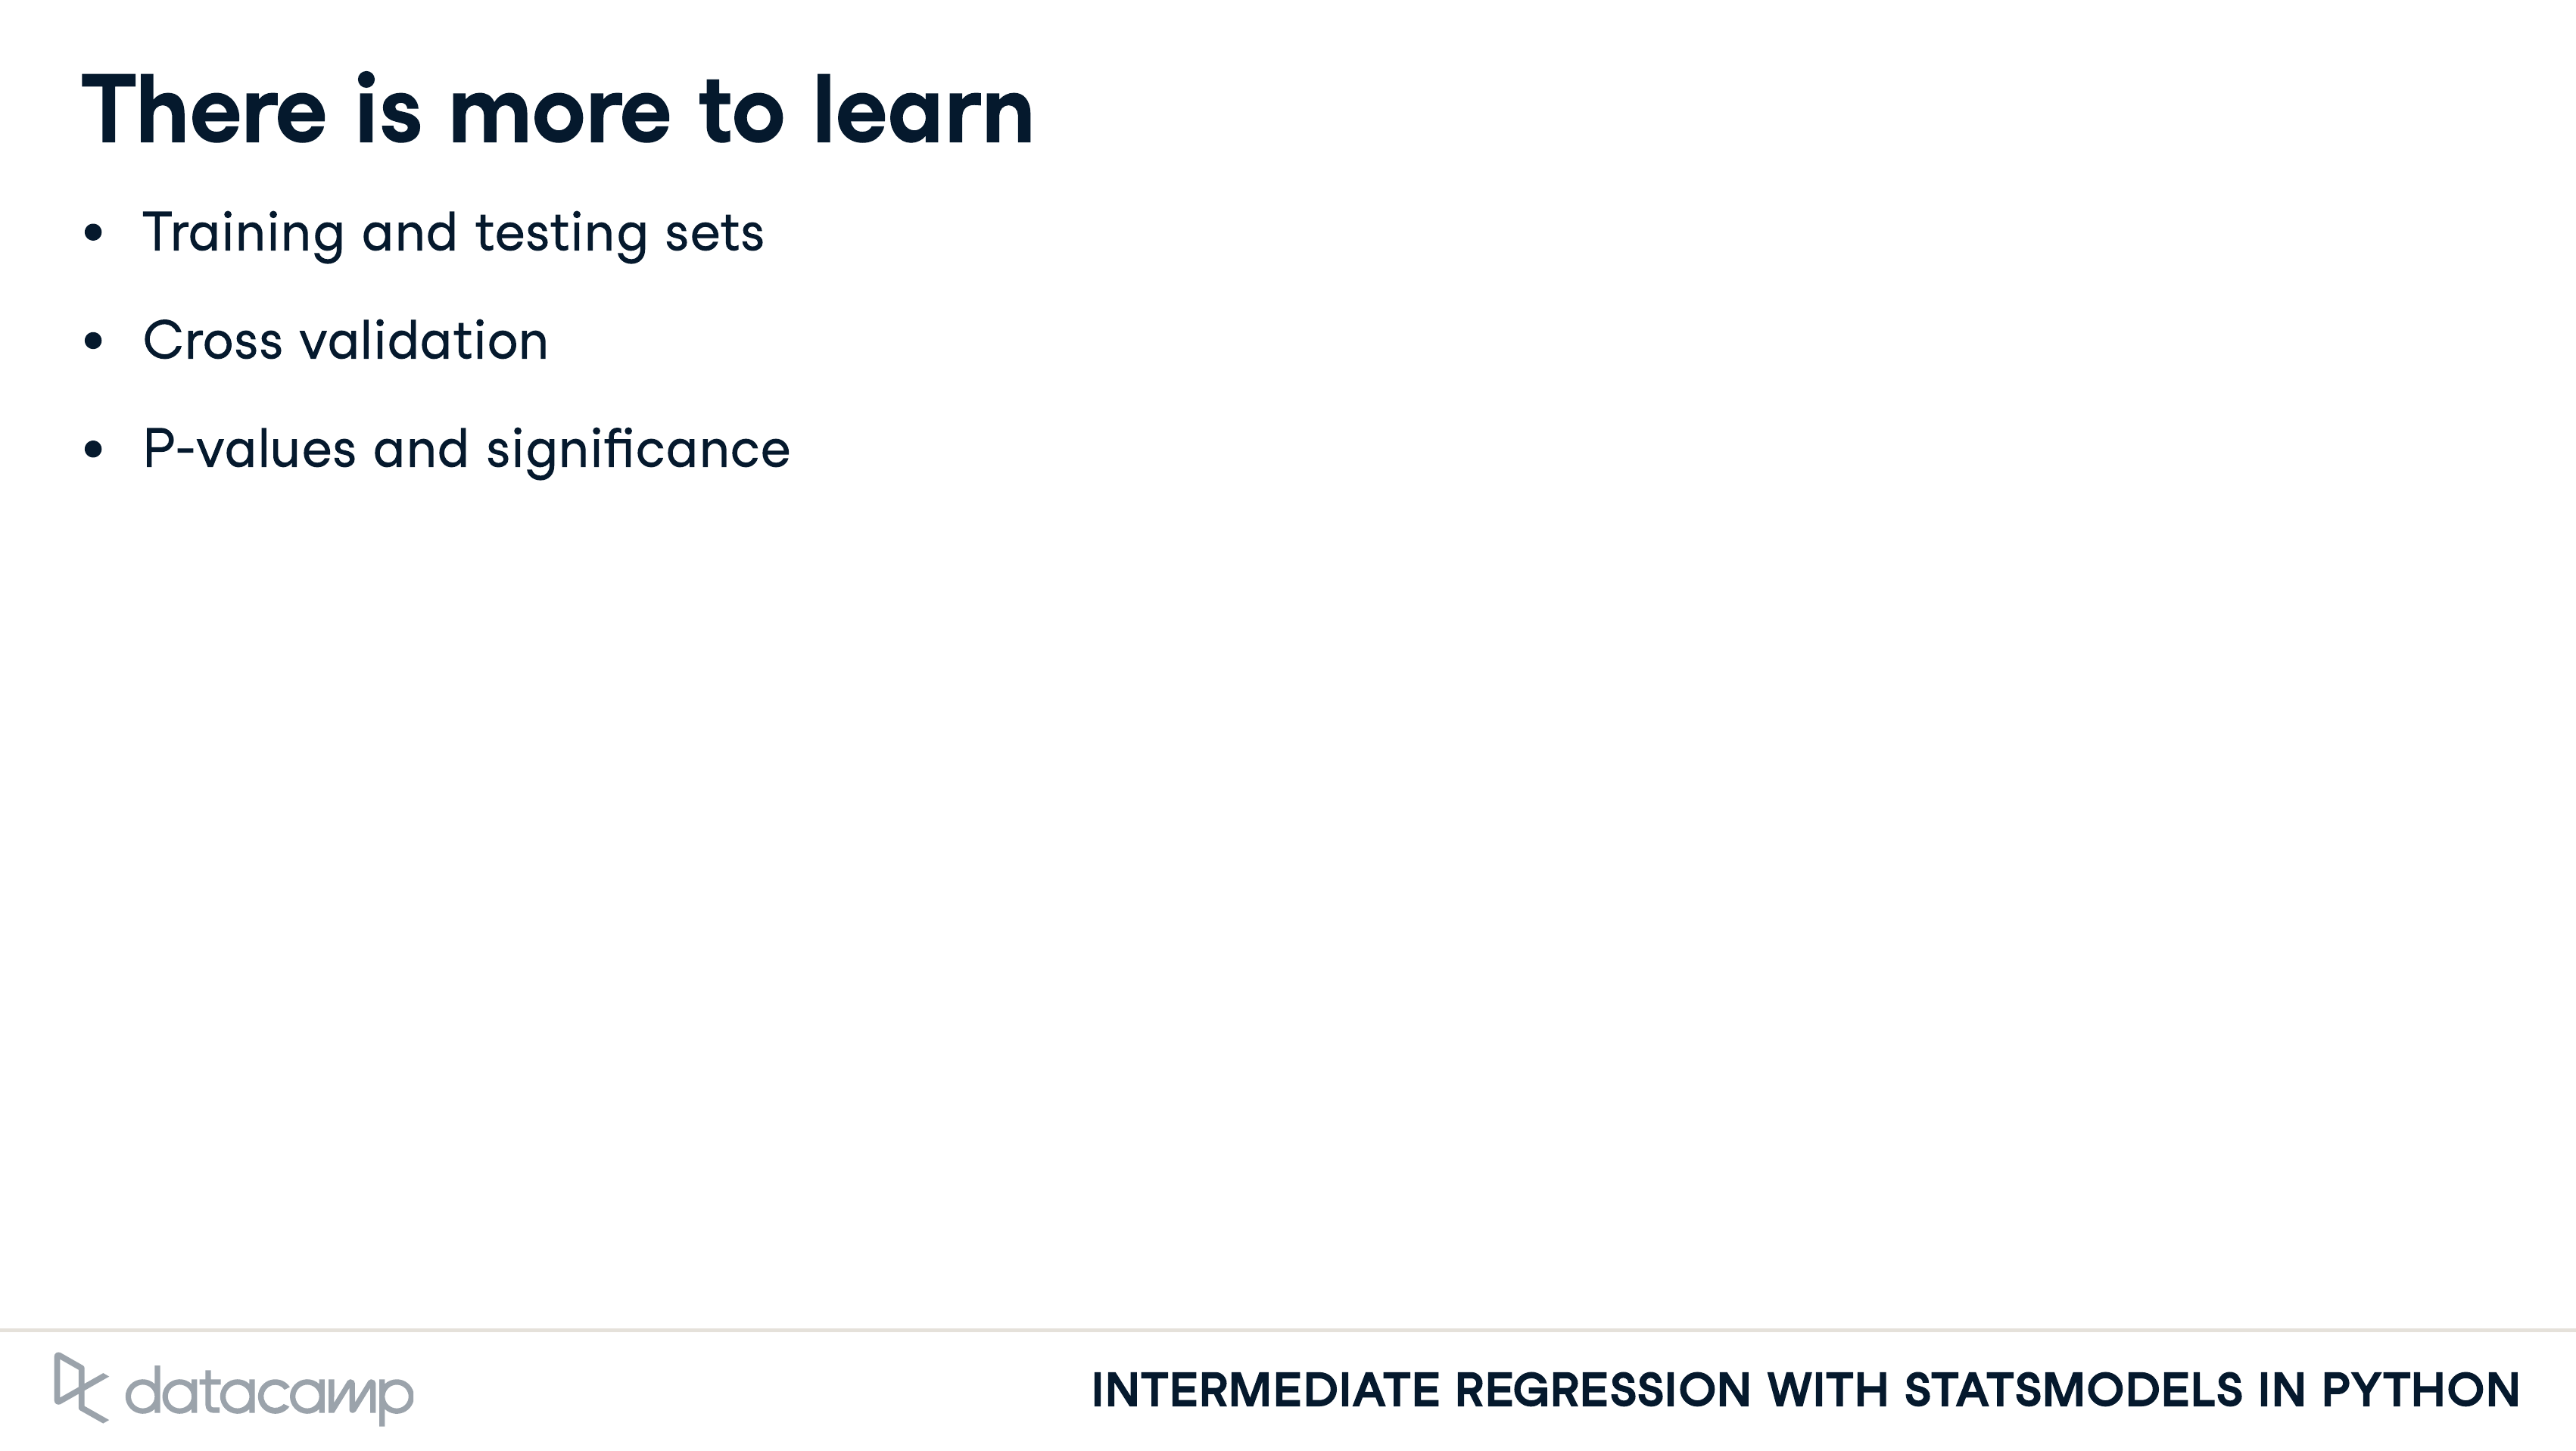 There is more to learn
• Training and testing sets
• Cross validation
• P-values and significance
datacamp
INTERMEDIATE REGRESSION WITH STATSMODELS IN PYTHON